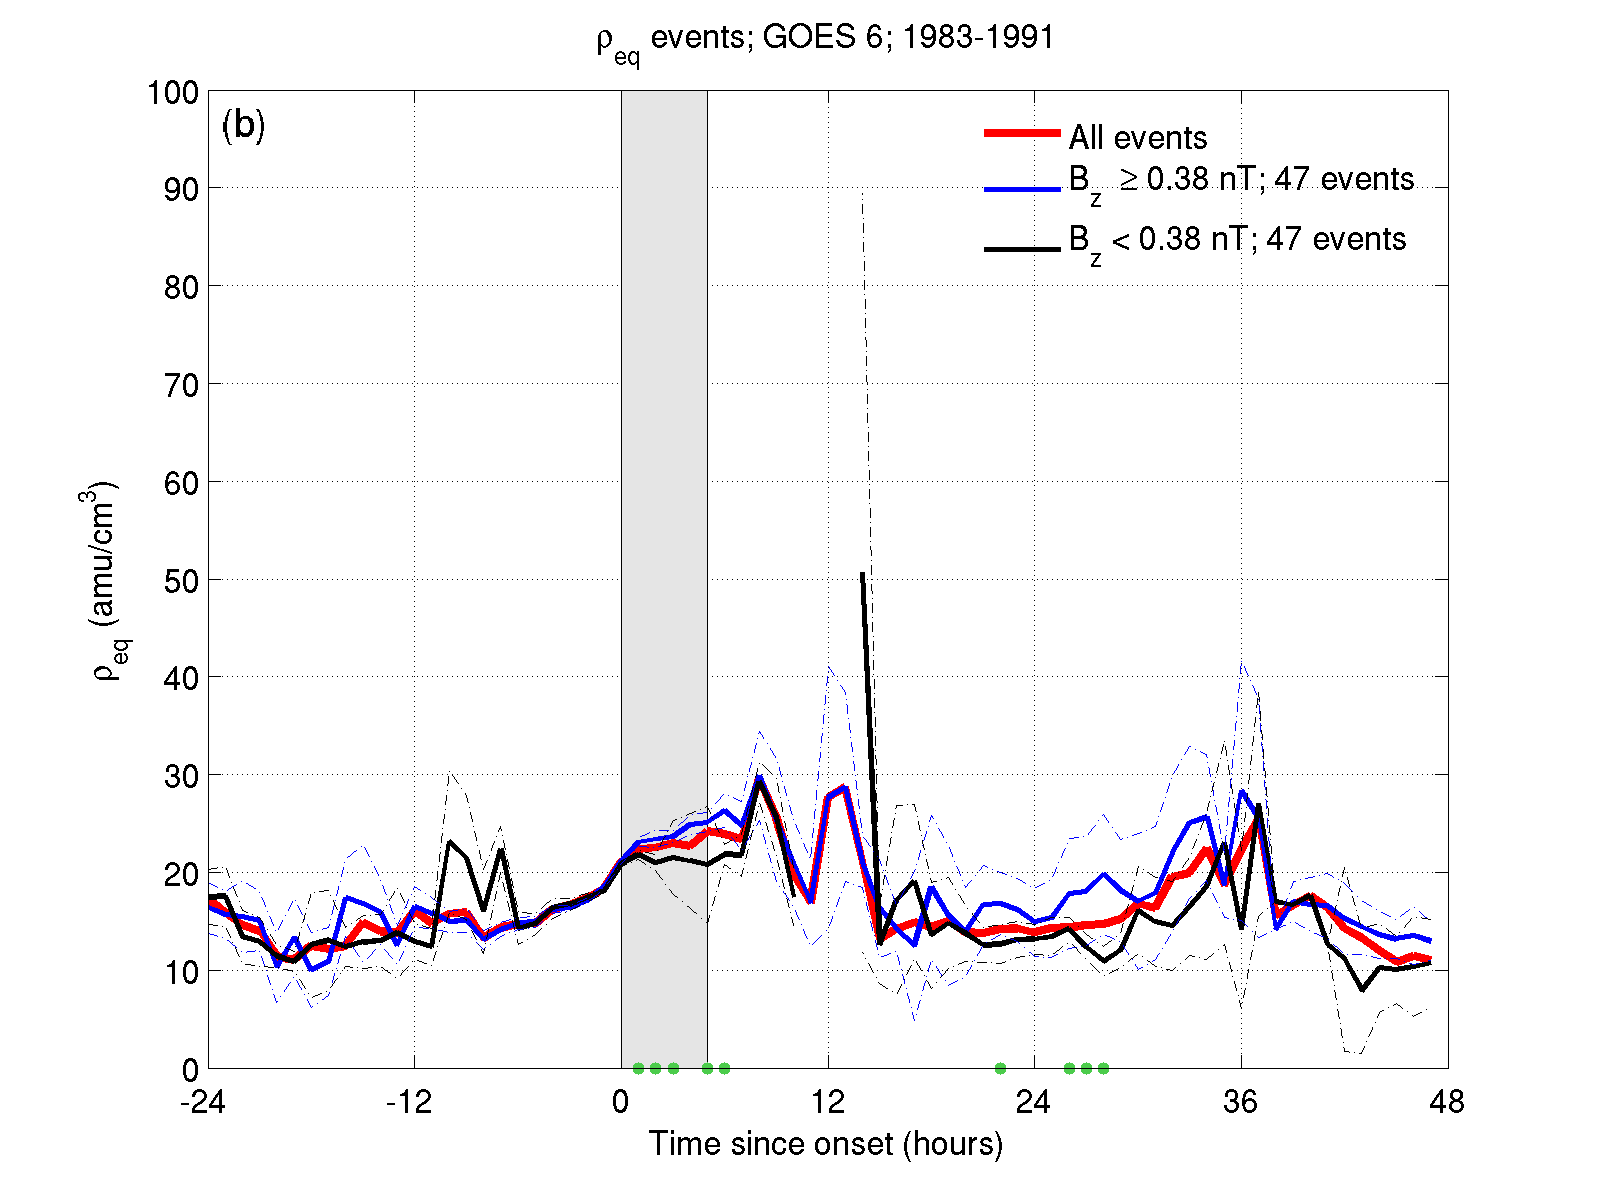 ρeq events; GOES 6; 1983-1991
(b)
All events
Bz ≥ 0.38 nT; 47 events
Bz < 0.38 nT; 47 events
100
90
80
70
60
50
40
30
20
10
0
ρeq (amu/cm³)
-24 -12 0 12 24 36 48
Time since onset (hours)